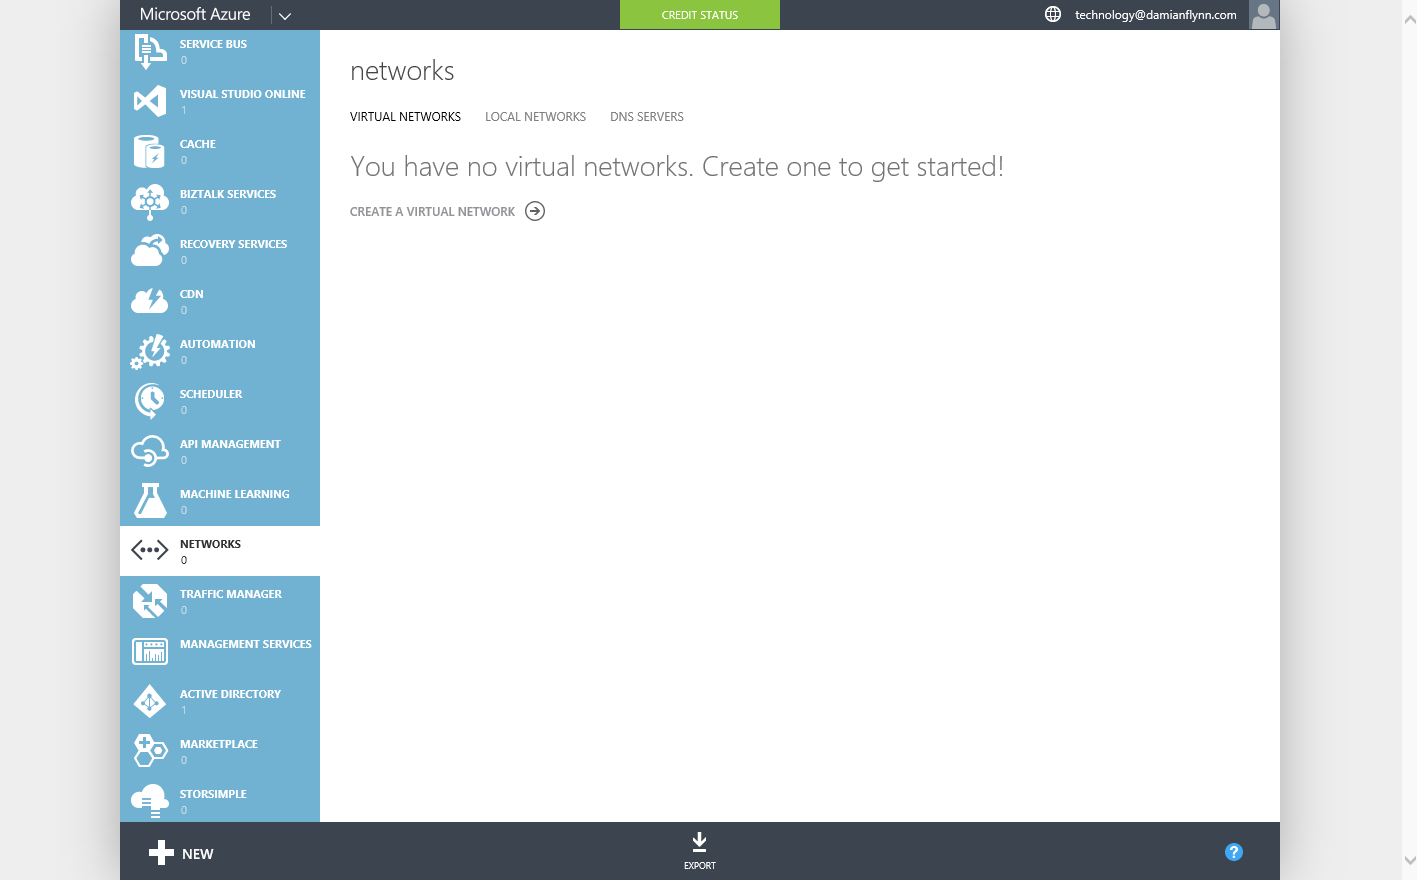 Microsoft Azure
CREDIT STATUS
technology@damianflynn.com
SERVICE BUS
0
VISUAL STUDIO ONLINE
1
CACHE
0
BIZTALK SERVICES
0
RECOVERY SERVICES
0
CDN
0
AUTOMATION
0
SCHEDULER
0
API MANAGEMENT
0
MACHINE LEARNING
0
NETWORKS
0
TRAFFIC MANAGER
0
MANAGEMENT SERVICES
ACTIVE DIRECTORY
1
MARKETPLACE
0
STORSIMPLE
0
networks
VIRTUAL NETWORKS LOCAL NETWORKS DNS SERVERS
You have no virtual networks. Create one to get started!
CREATE A VIRTUAL NETWORK
NEW
EXPORT
?